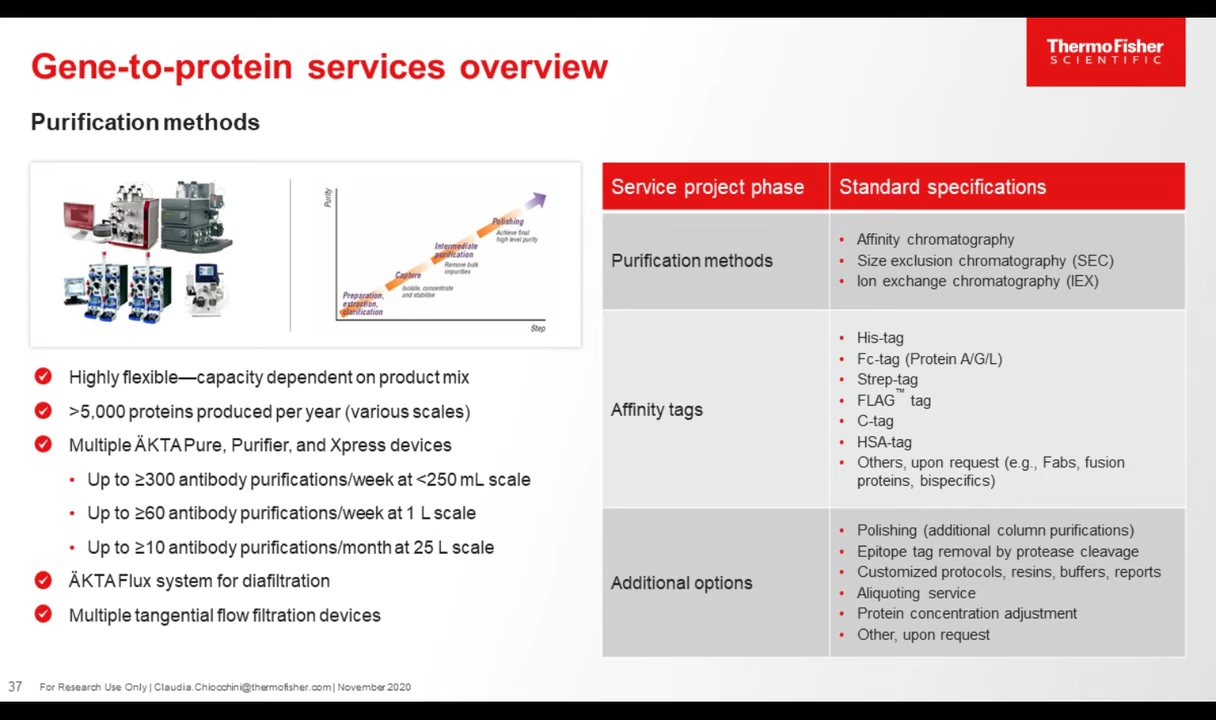 Gene-to-protein services overview
ThermoFisher
SCIENTIFIC
Purification methods
Purity
Polishing
Achieve final
high level purity
Intermediate
purification
Remove bulk
impurities
Capture
Isolate, concentrate
and stabilise
Preparation,
extraction,
clarification
Step
Highly flexible—capacity dependent on product mix
>5,000 proteins produced per year (various scales)
Multiple ÄKTA Pure, Purifier, and Xpress devices
• Up to ≥300 antibody purifications/week at <250 mL scale
• Up to ≥60 antibody purifications/week at 1 L scale
• Up to ≥10 antibody purifications/month at 25 L scale
ÄKTA Flux system for diafiltration
Multiple tangential flow filtration devices
Service project phase
Standard specifications
Purification methods
• Affinity chromatography
• Size exclusion chromatography (SEC)
• Ion exchange chromatography (IEX)
Affinity tags
• His-tag
• Fc-tag (Protein A/G/L)
• Strep-tag
• FLAG™ tag
• C-tag
• HSA-tag
• Others, upon request (e.g., Fabs, fusion
proteins, bispecifics)
Additional options
• Polishing (additional column purifications)
• Epitope tag removal by protease cleavage
• Customized protocols, resins, buffers, reports
• Aliquoting service
• Protein concentration adjustment
• Other, upon request
37 For Research Use Only | Claudia.Chiocchini@thermofisher.com | November 2020